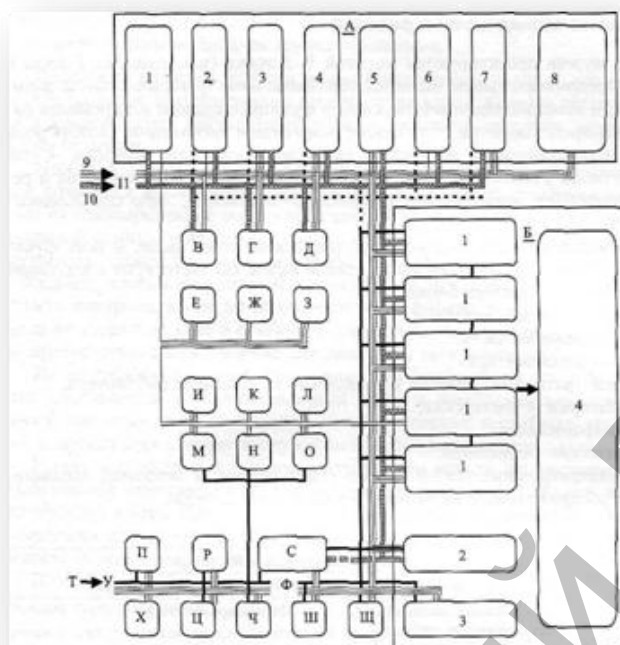 А
1 2 3 4 5 6 7 8
9
11
10
В Г Д
1
Б
Е Ж З
1
1
И К Л
1
4
М Н О
1
П Р С
2
Т У Ф
Х Ц Ч Ш Щ
3